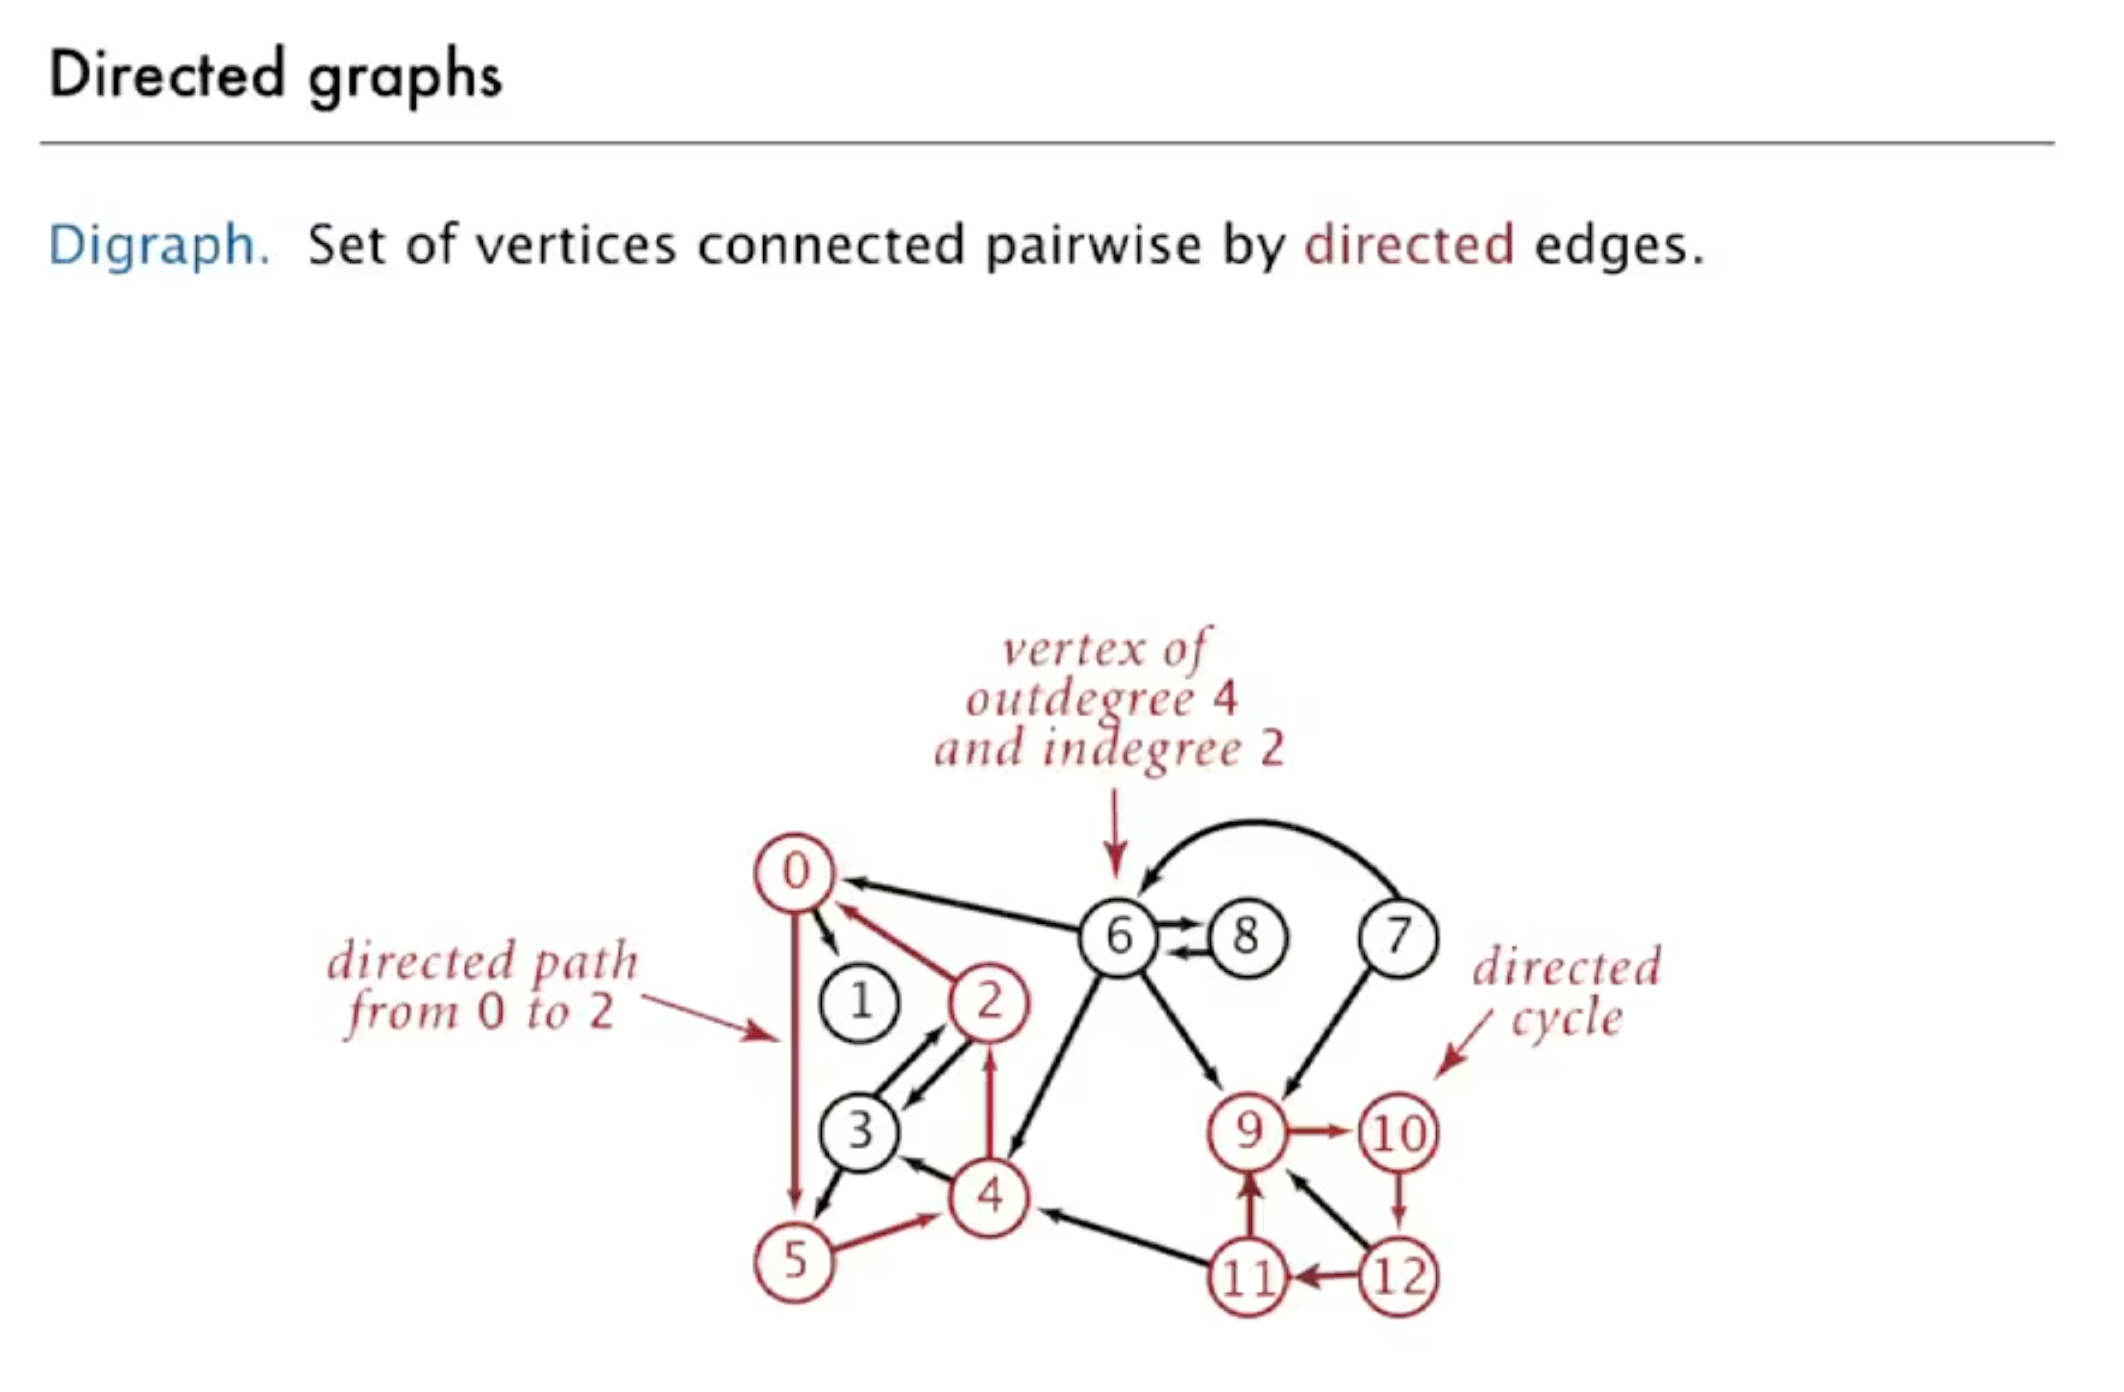 Directed graphs
Digraph. Set of vertices connected pairwise by directed edges.
vertex of
outdegree 4
and indegree 2
0
6
8
7
directed path
from 0 to 2
1
2
directed
cycle
3
9
10
4
5
11
12